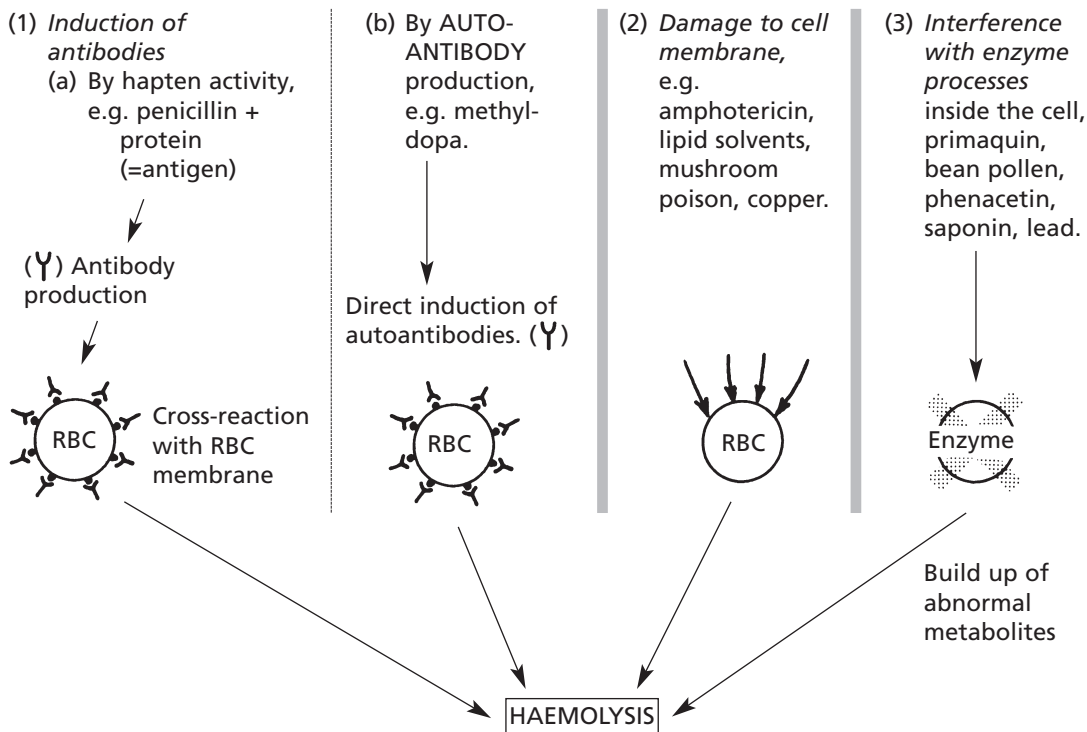 (1) Induction of
antibodies
(a) By hapten activity,
e.g. penicillin +
protein
(=antigen)
(Y) Antibody
production
RBC
Cross-reaction
with RBC
membrane
(b) By AUTO-
ANTIBODY
production,
e.g. methyl-
dopa.
Direct induction of
autoantibodies. (Y)
RBC
(2) Damage to cell
membrane,
e.g.
amphotericin,
lipid solvents,
mushroom
poison, copper.
RBC
(3) Interference
with enzyme
processes
inside the cell,
primaquin,
bean pollen,
phenacetin,
saponin, lead.
Enzyme
Build up of
abnormal
metabolites
HAEMOLYSIS